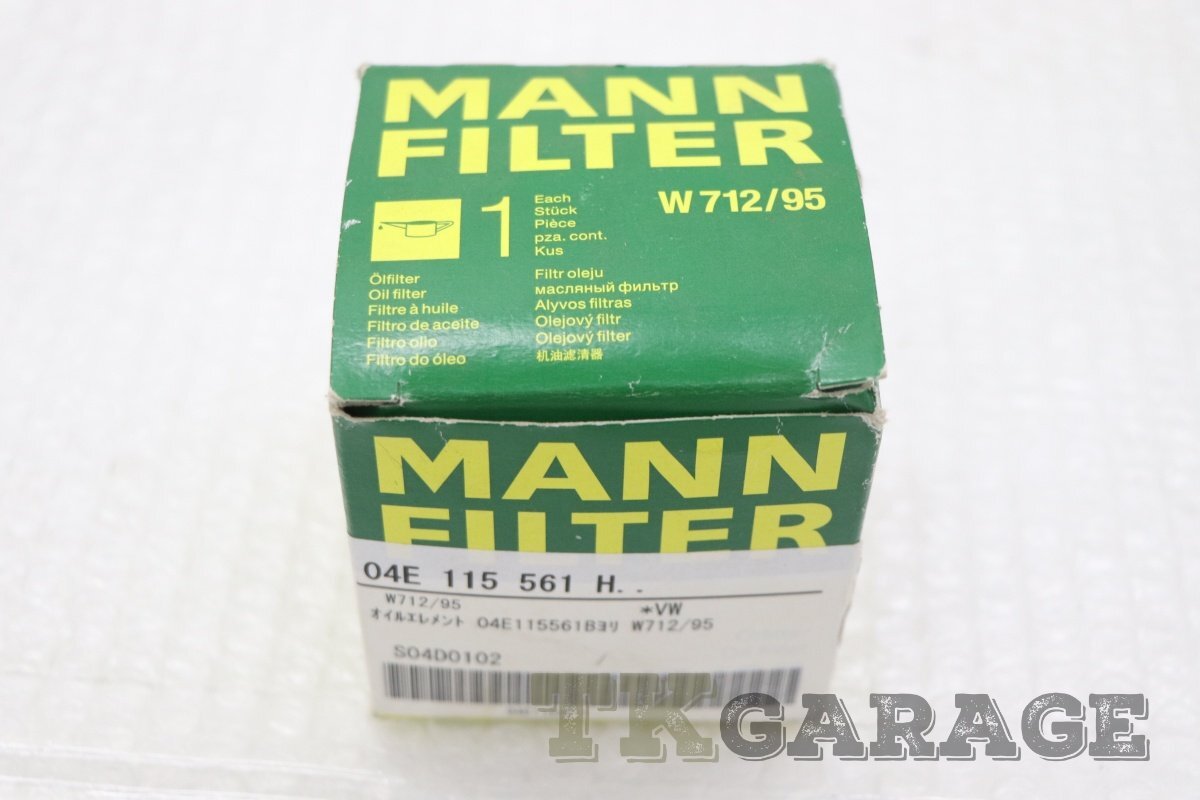 MANN
FILTER
W 712/95
1
Each
Stück
Pièce
pza. cont.
Kus
Ölfilter
Oil filter
Filtre à huile
Filtro de aceite
Filtro olio
Filtro do óleo
Filtr oleju
масляный фильтр
Alyvos filtras
Olejový filtr
Olejový filter
机油滤清器
MANN
FILTER
04E 115 561 H..
W712/95 *VW
オイルエレメント 04E115561Bヨリ W712/95
S04D0102
TKGARAGE